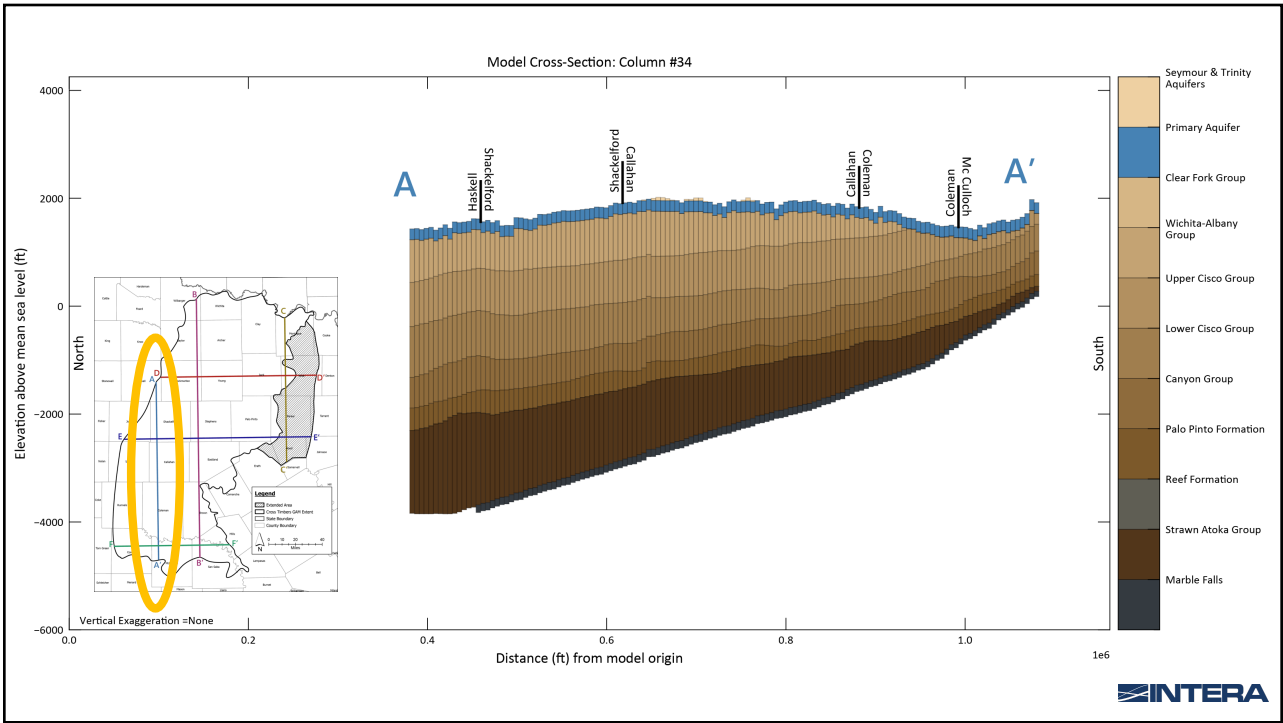 Model Cross-Section: Column #34
4000
2000
0
−2000
−4000
−6000
Elevation above mean sea level (ft)
North
South
A
A′
Haskell
Shackelford
Shackelford
Callahan
Callahan
Coleman
Coleman
Mc Culloch
B
C
A
D
D'
E
E'
F
F'
A'
B'
C'
Legend
Extended Area
Cross Timbers GAM Extent
State Boundary
County Boundary
0 10 20 40
Miles
N
Vertical Exaggeration =None
0.0
0.2
0.4
0.6
0.8
1.0
1e6
Distance (ft) from model origin
Seymour & Trinity
Aquifers
Primary Aquifer
Clear Fork Group
Wichita-Albany
Group
Upper Cisco Group
Lower Cisco Group
Canyon Group
Palo Pinto Formation
Reef Formation
Strawn Atoka Group
Marble Falls
INTERA